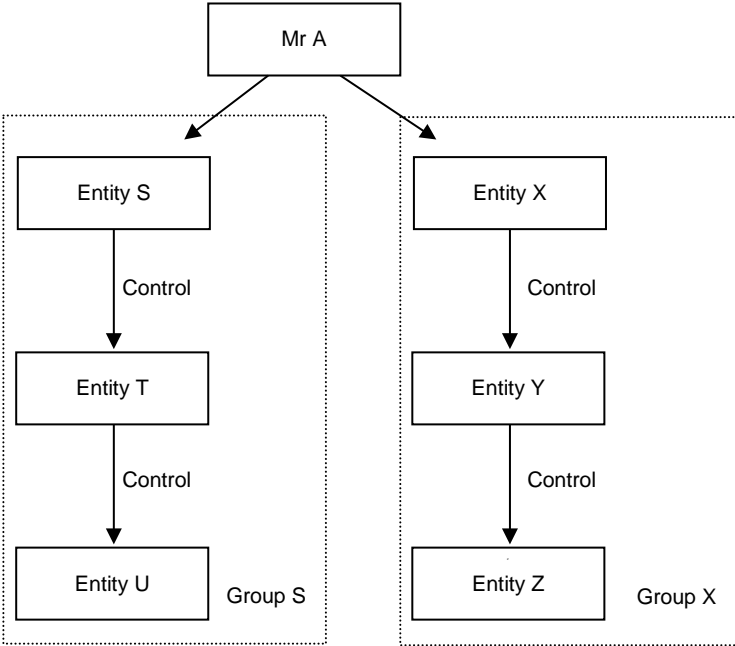 Mr A
Entity S
Entity X
Control
Control
Entity T
Entity Y
Control
Control
Entity U
Group S
Entity Z
Group X